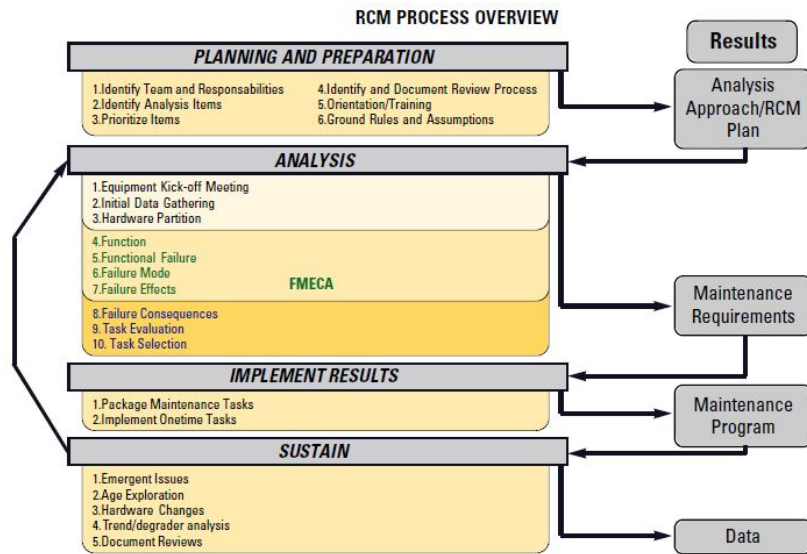 RCM PROCESS OVERVIEW
PLANNING AND PREPARATION
1.Identify Team and Responsabilities
2.Identify Analysis Items
3.Prioritize Items
4.Identify and Document Review Process
5.Orientation/Training
6.Ground Rules and Assumptions
Results
Analysis
Approach/RCM
Plan
ANALYSIS
1.Equipment Kick-off Meeting
2.Initial Data Gathering
3.Hardware Partition
4.Function
5.Functional Failure
6.Failure Mode
7.Failure Effects
FMECA
8.Failure Consequences
9. Task Evaluation
10. Task Selection
Maintenance
Requirements
IMPLEMENT RESULTS
1.Package Maintenance Tasks
2.Implement Onetime Tasks
Maintenance
Program
SUSTAIN
1.Emergent Issues
2.Age Exploration
3.Hardware Changes
4.Trend/degrader analysis
5.Document Reviews
Data